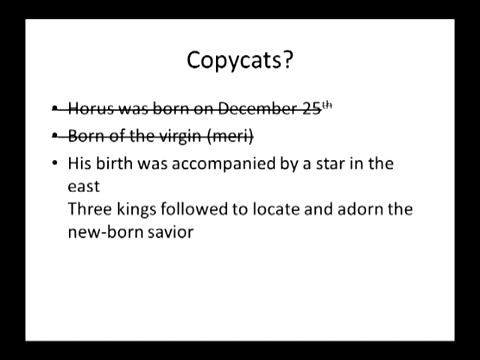 Copycats?
• Horus was born on December 25th
• Born of the virgin (meri)
• His birth was accompanied by a star in the
east
Three kings followed to locate and adorn the
new-born savior